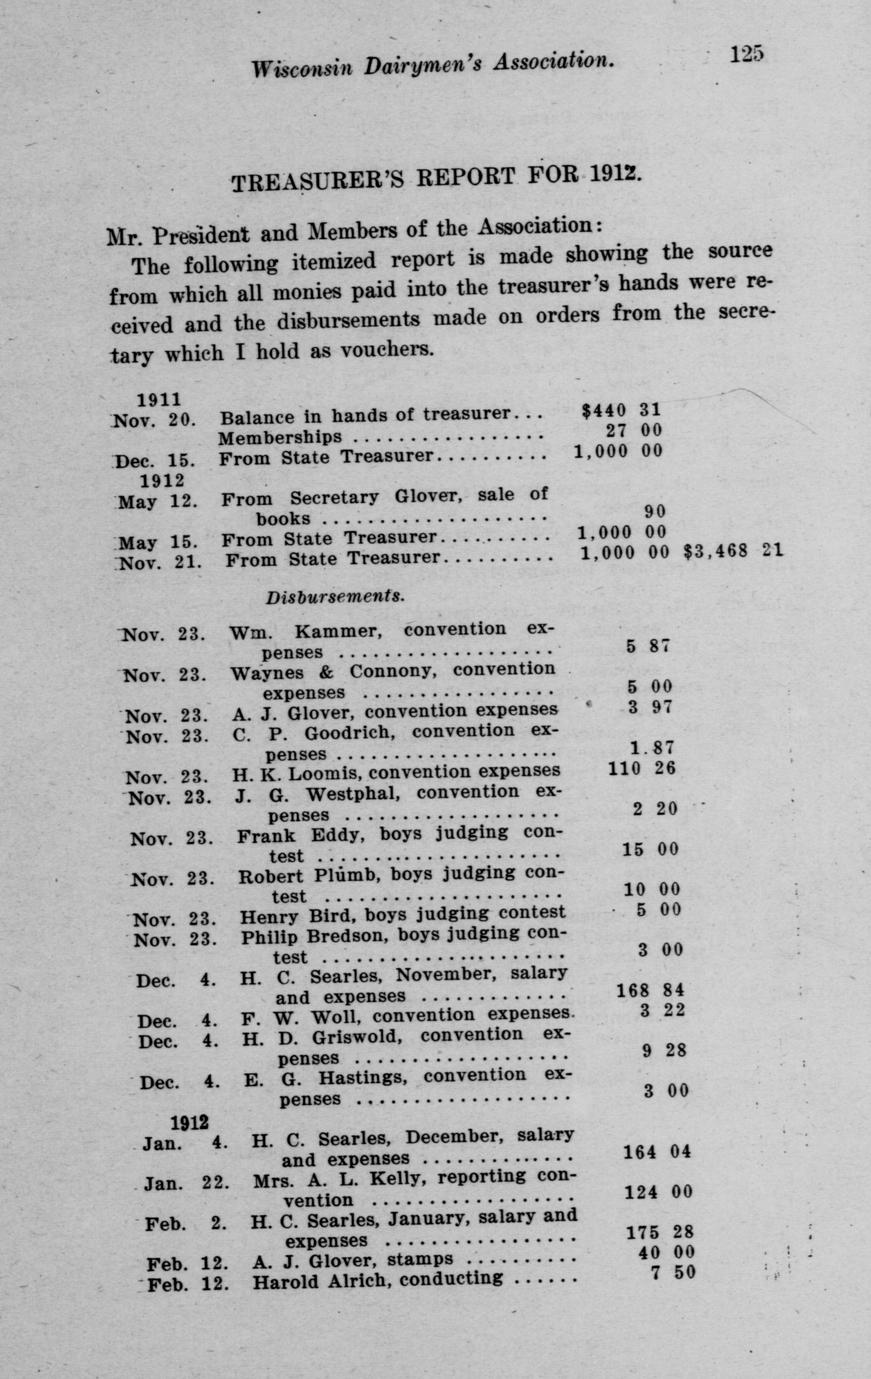 Wisconsin Dairymen's Association. 125
TREASURER'S REPORT FOR 1912.
Mr. President and Members of the Association:
The following itemized report is made showing the source
from which all monies paid into the treasurer's hands were re-
ceived and the disbursements made on orders from the secre-
tary which I hold as vouchers.
1911
Nov. 20. Balance in hands of treasurer... $440 31
Memberships ................. 27 00
Dec. 15. From State Treasurer.......... 1,000 00
1912
May 12. From Secretary Glover, sale of
books .................... 90
May 15. From State Treasurer.......... 1,000 00
Nov. 21. From State Treasurer.......... 1,000 00 $3,468 21
Disbursements.
Nov. 23. Wm. Kammer, convention ex-
penses ................... 5 87
Nov. 23. Waynes & Connony, convention
expenses ................. 5 00
Nov. 23. A. J. Glover, convention expenses 3 97
Nov. 23. C. P. Goodrich, convention ex-
penses .................... 1.87
Nov. 23. H. K. Loomis, convention expenses 110 26
Nov. 23. J. G. Westphal, convention ex-
penses ................... 2 20
Nov. 23. Frank Eddy, boys judging con-
test ...................... 15 00
Nov. 23. Robert Plumb, boys judging con-
test ...................... 10 00
Nov. 23. Henry Bird, boys judging contest 5 00
Nov. 23. Philip Bredson, boys judging con-
test ...................... 3 00
Dec. 4. H. C. Searles, November, salary
and expenses ............. 168 84
Dec. 4. F. W. Woll, convention expenses. 3 22
Dec. 4. H. D. Griswold, convention ex-
penses ................... 9 28
Dec. 4. E. G. Hastings, convention ex-
penses ................... 3 00
1912
Jan. 4. H. C. Searles, December, salary
and expenses .............. 164 04
Jan. 22. Mrs. A. L. Kelly, reporting con-
vention .................. 124 00
Feb. 2. H. C. Searles, January, salary and
expenses ................. 175 28
Feb. 12. A. J. Glover, stamps .......... 40 00
Feb. 12. Harold Alrich, conducting ...... 7 50